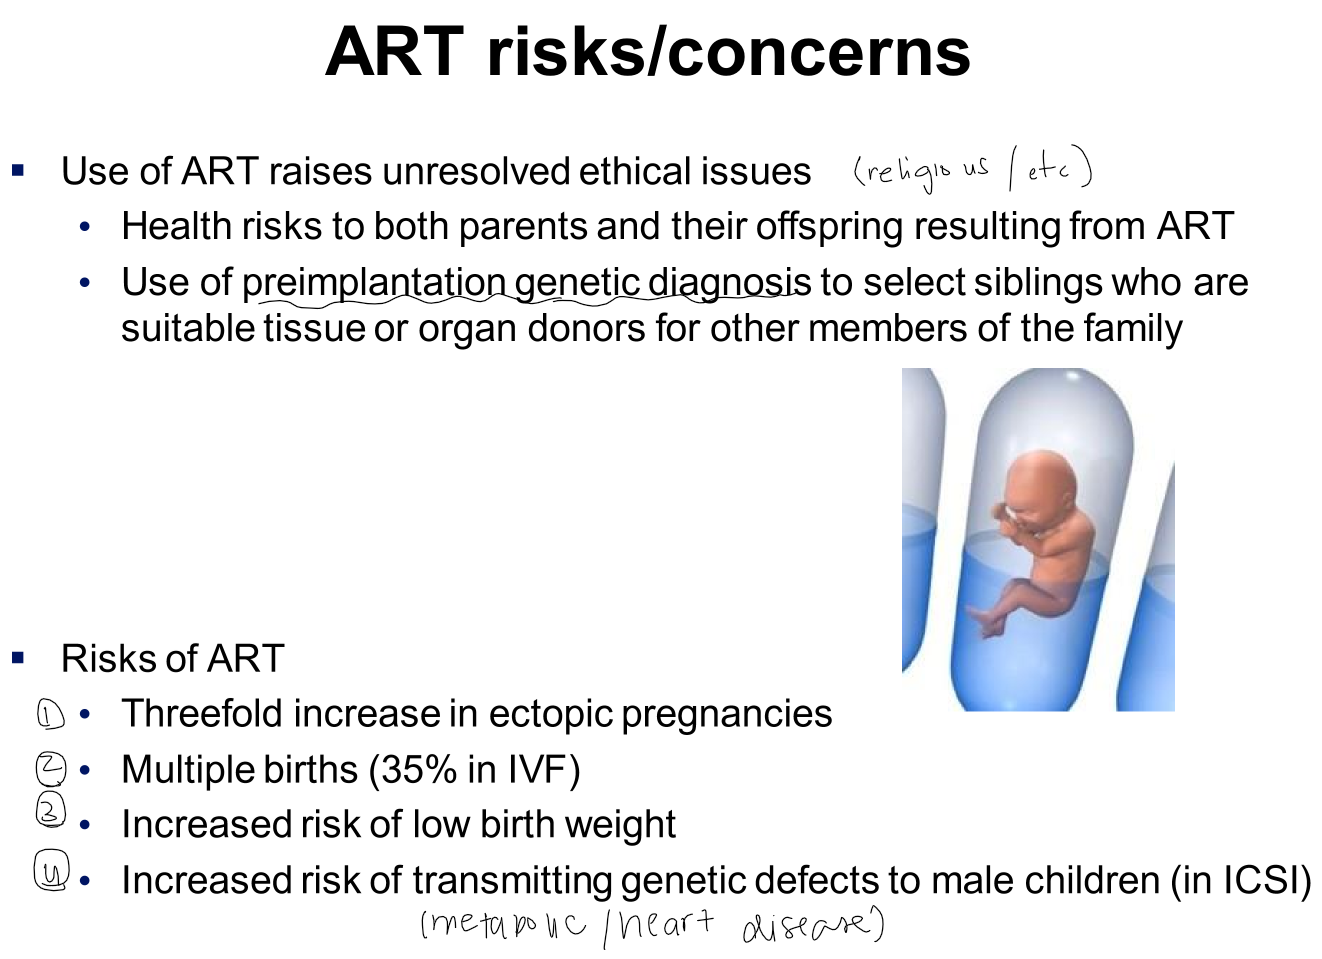 ART risks/concerns
▪ Use of ART raises unresolved ethical issues (religious / etc)
• Health risks to both parents and their offspring resulting from ART
• Use of preimplantation genetic diagnosis to select siblings who are
suitable tissue or organ donors for other members of the family
▪ Risks of ART
① • Threefold increase in ectopic pregnancies
② • Multiple births (35% in IVF)
③ • Increased risk of low birth weight
④ • Increased risk of transmitting genetic defects to male children (in ICSI)
(metabolic / heart disease)